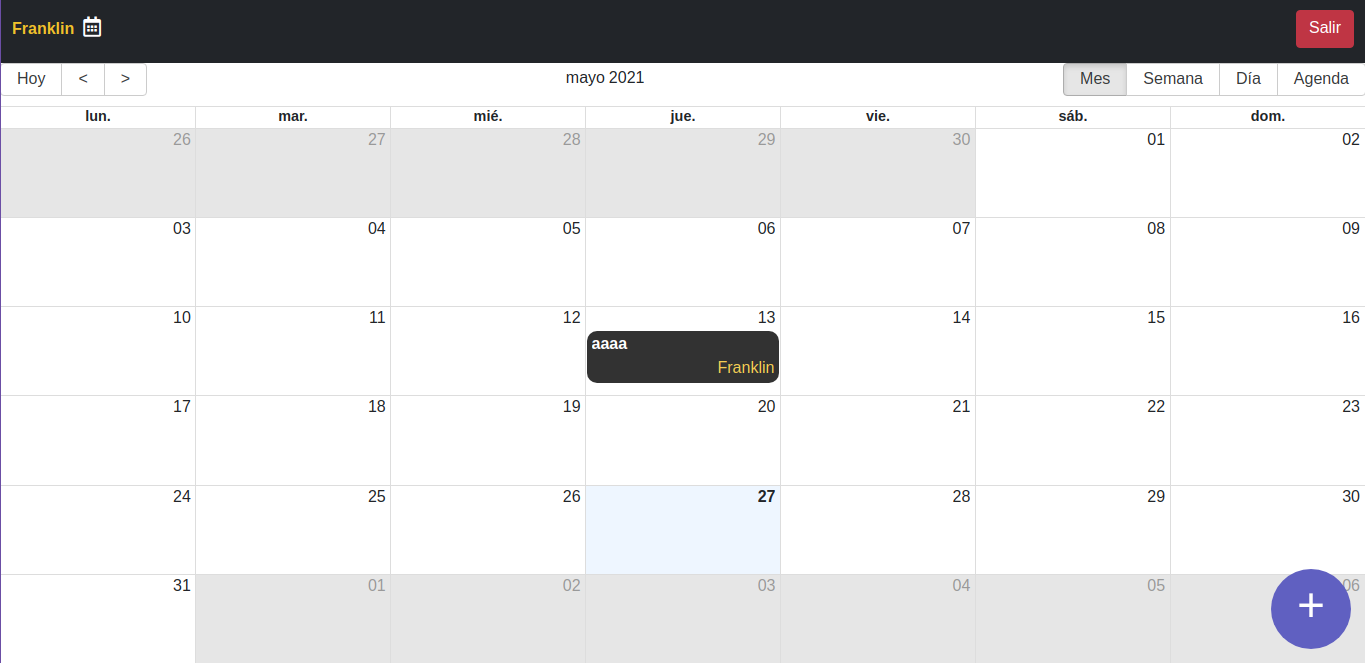 Franklin Salir
Hoy < > mayo 2021 Mes Semana Día Agenda
lun. mar. mié. jue. vie. sáb. dom.
26 27 28 29 30 01 02
03 04 05 06 07 08 09
10 11 12 13 14 15 16
aaaa
Franklin
17 18 19 20 21 22 23
24 25 26 27 28 29 30
31 01 02 03 04 05 06
+